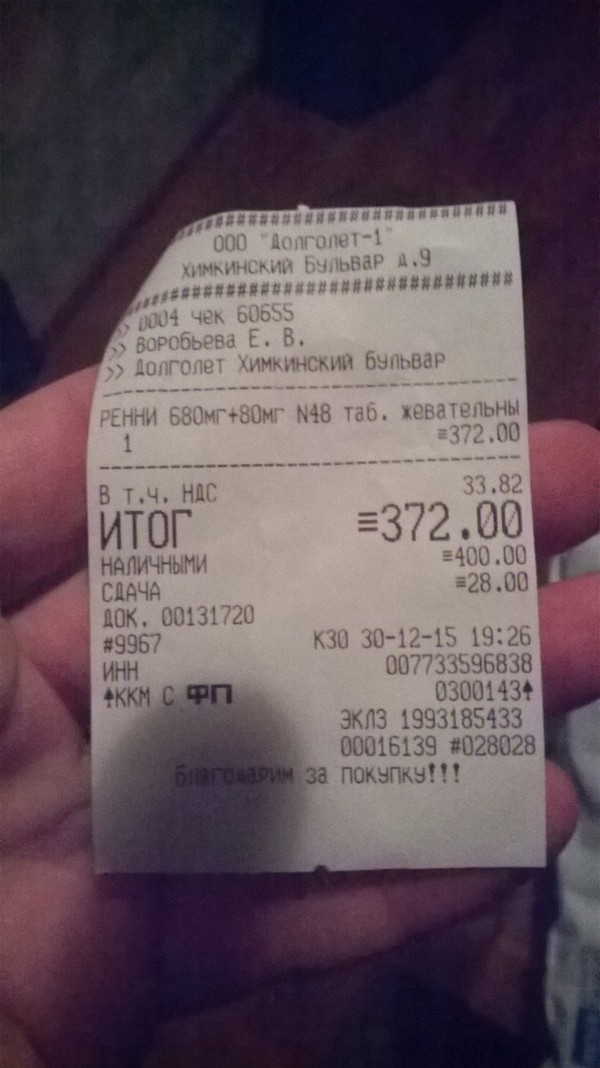 ################################
ООО "Долголет-1"
Химкинский Бульвар д.9
################################
>> 0004 Чек 60655
>> Воробьева Е. В.
>> Долголет Химкинский бульвар
РЕННИ 680мг+80мг N48 таб. жевательны
1 ≡372.00
В т.ч. НДС 33.82
ИТОГ ≡372.00
НАЛИЧНЫМИ ≡400.00
СДАЧА ≡28.00
ДОК. 00131720
#9967 К30 30-12-15 19:26
ИНН 007733596838
↟ККМ С ФП 0300143↟
ЭКЛЗ 1993185433
00016139 #028028
благодарим за покупку!!!